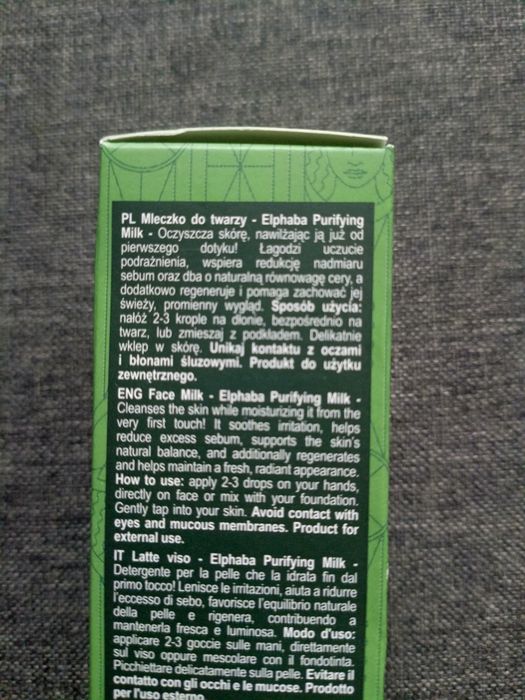 PL Mleczko do twarzy - Elphaba Purifying
Milk - Oczyszcza skórę, nawilżając ją już od
pierwszego dotyku! Łagodzi uczucie
podrażnienia, wspiera redukcję nadmiaru
sebum oraz dba o naturalną równowagę cery, a
dodatkowo regeneruje i pomaga zachować jej
świeży, promienny wygląd. Sposób użycia:
nałóż 2-3 krople na dłonie, bezpośrednio na
twarz, lub zmieszaj z podkładem. Delikatnie
wklep w skórę. Unikaj kontaktu z oczami
i błonami śluzowymi. Produkt do użytku
zewnętrznego.
ENG Face Milk - Elphaba Purifying Milk -
Cleanses the skin while moisturizing it from the
very first touch! It soothes irritation, helps
reduce excess sebum, supports the skin's
natural balance, and additionally regenerates
and helps maintain a fresh, radiant appearance.
How to use: apply 2-3 drops on your hands,
directly on face or mix with your foundation.
Gently tap into your skin. Avoid contact with
eyes and mucous membranes. Product for
external use.
IT Latte viso - Elphaba Purifying Milk -
Detergente per la pelle che la idrata fin dal
primo tocco! Lenisce le irritazioni, aiuta a ridurre
l'eccesso di sebo, favorisce l'equilibrio naturale
della pelle e rigenera, contribuendo a
mantenerla fresca e luminosa. Modo d'uso:
applicare 2-3 gocce sulle mani, direttamente
sul viso oppure mescolare con il fondotinta.
Picchiettare delicatamente sulla pelle. Evitare il
contatto con gli occhi e le mucose. Prodotto
per l'uso esterno